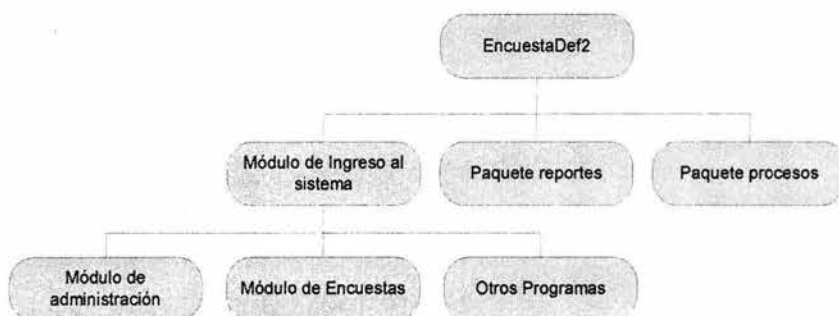 EncuestaDef2
Módulo de Ingreso al
sistema
Paquete reportes
Paquete procesos
Módulo de
administración
Módulo de Encuestas
Otros Programas